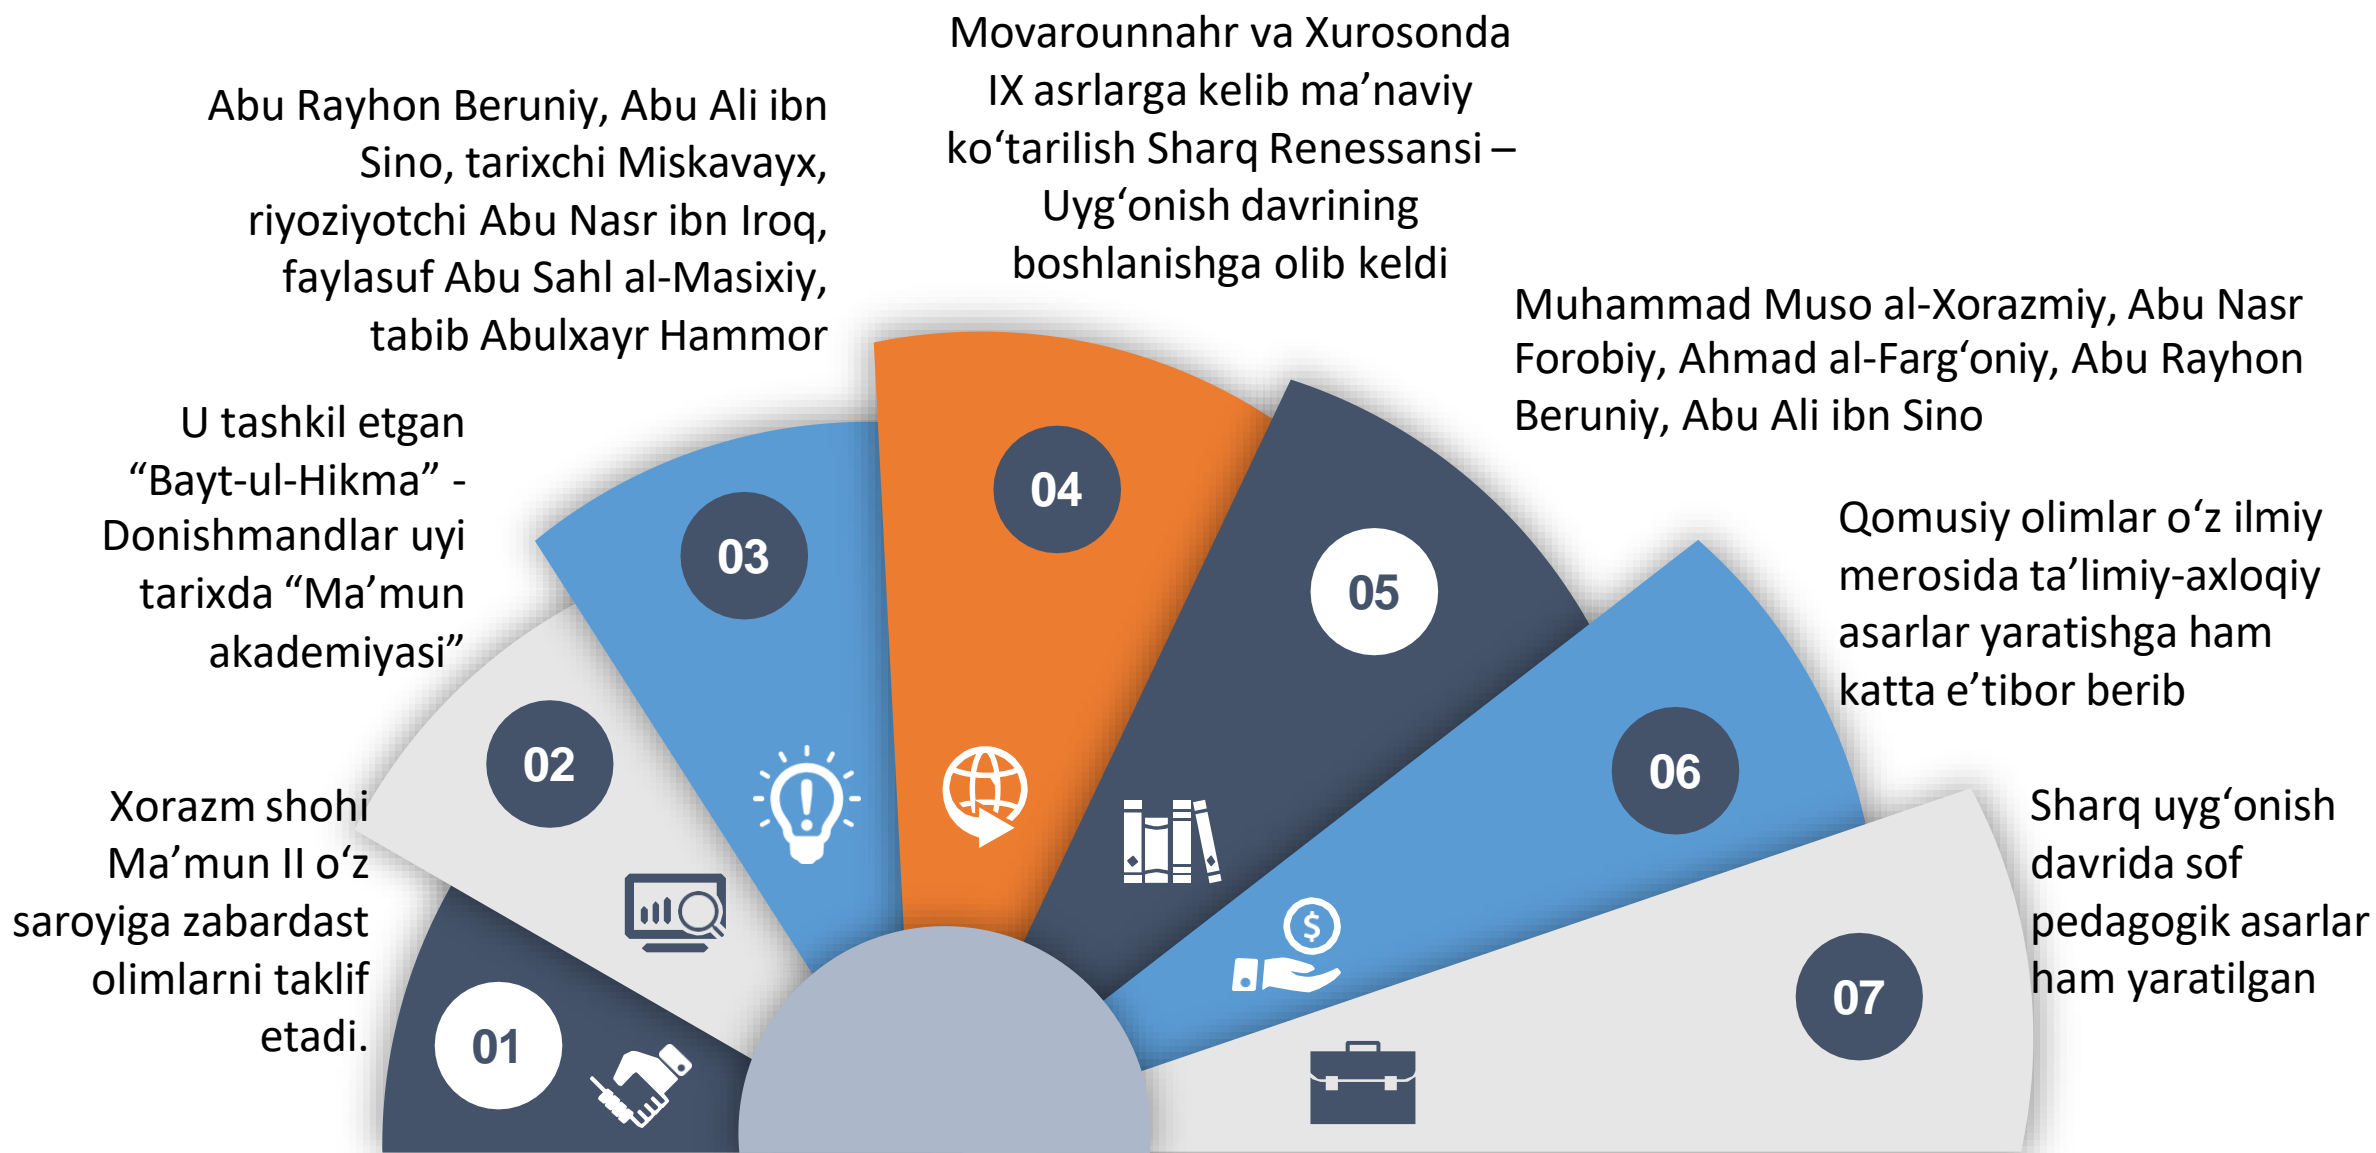 Xorazm shohi
Ma’mun II o‘z
saroyiga zabardast
olimlarni taklif
etadi.
01
U tashkil etgan
“Bayt-ul-Hikma” -
Donishmandlar uyi
tarixda “Ma’mun
akademiyasi”
02
Abu Rayhon Beruniy, Abu Ali ibn
Sino, tarixchi Miskavayx,
riyoziyotchi Abu Nasr ibn Iroq,
faylasuf Abu Sahl al-Masixiy,
tabib Abulxayr Hammor
03
Movarounnahr va Xurosonda
IX asrlarga kelib ma’naviy
ko‘tarilish Sharq Renessansi –
Uyg‘onish davrining
boshlanishga olib keldi
04
Muhammad Muso al-Xorazmiy, Abu Nasr
Forobiy, Ahmad al-Farg‘oniy, Abu Rayhon
Beruniy, Abu Ali ibn Sino
05
Qomusiy olimlar o‘z ilmiy
merosida ta’limiy-axloqiy
asarlar yaratishga ham
katta e’tibor berib
06
$
Sharq uyg‘onish
davrida sof
pedagogik asarlar
ham yaratilgan
07